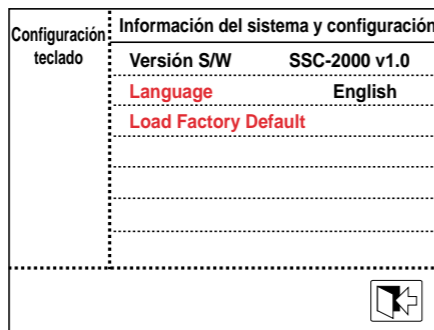 Configuración
teclado
Información del sistema y configuración
Versión S/W SSC-2000 v1.0
Language English
Load Factory Default